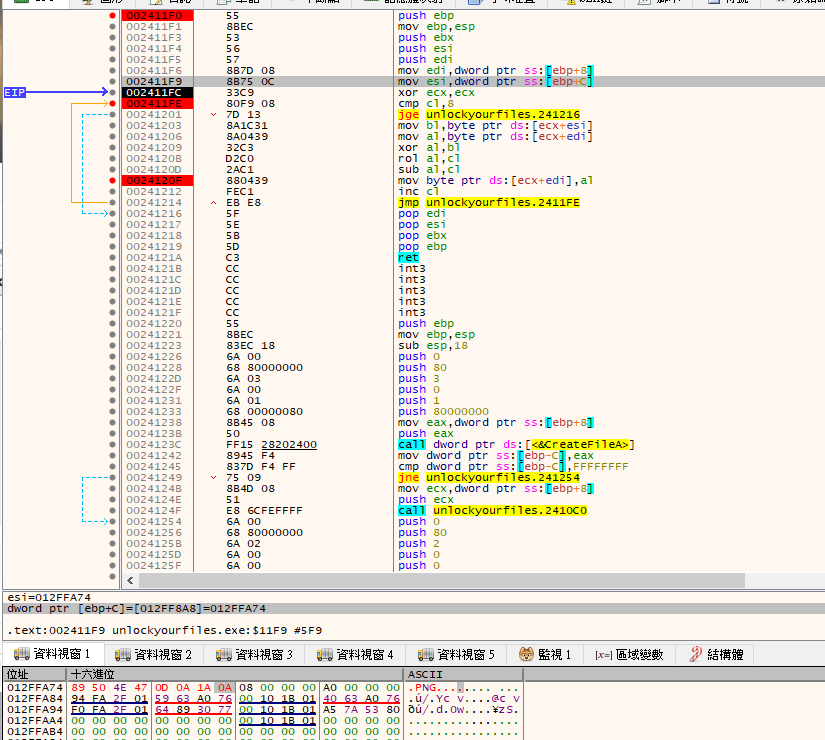 002411F0 55 push ebp
002411F1 8BEC mov ebp,esp
002411F3 53 push ebx
002411F4 56 push esi
002411F5 57 push edi
002411F6 8B7D 08 mov edi,dword ptr ss:[ebp+8]
002411F9 8B75 0C mov esi,dword ptr ss:[ebp+C]
EIP 002411FC 33C9 xor ecx,ecx
002411FE 80F9 08 cmp cl,8
00241201 7D 13 jge unlockyourfiles.241216
00241203 8A1C31 mov bl,byte ptr ds:[ecx+esi]
00241206 8A0439 mov al,byte ptr ds:[ecx+edi]
00241209 32C3 xor al,bl
0024120B D2C0 rol al,cl
0024120D 2AC1 sub al,cl
0024120F 880439 mov byte ptr ds:[ecx+edi],al
00241212 FEC1 inc cl
00241214 EB E8 jmp unlockyourfiles.2411FE
00241216 5F pop edi
00241217 5E pop esi
00241218 5B pop ebx
00241219 5D pop ebp
0024121A C3 ret
0024121B CC int3
0024121C CC int3
0024121D CC int3
0024121E CC int3
0024121F CC int3
00241220 55 push ebp
00241221 8BEC mov ebp,esp
00241223 83EC 18 sub esp,18
00241226 6A 00 push 0
00241228 68 80000000 push 80
0024122D 6A 03 push 3
0024122F 6A 00 push 0
00241231 6A 01 push 1
00241233 68 00000080 push 80000000
00241238 8B45 08 mov eax,dword ptr ss:[ebp+8]
0024123B 50 push eax
0024123C FF15 28202400 call dword ptr ds:[<&CreateFileA>]
00241242 8945 F4 mov dword ptr ss:[ebp-C],eax
00241245 837D F4 FF cmp dword ptr ss:[ebp-C],FFFFFFFF
00241249 75 09 jne unlockyourfiles.241254
0024124B 8B4D 08 mov ecx,dword ptr ss:[ebp+8]
0024124E 51 push ecx
0024124F E8 6CFEFFFF call unlockyourfiles.2410C0
00241254 6A 00 push 0
00241256 68 80000000 push 80
0024125B 6A 02 push 2
0024125D 6A 00 push 0
0024125F 6A 00 push 0
esi=012FFA74
dword ptr [ebp+C]=[012FF8A8]=012FFA74
.text:002411F9 unlockyourfiles.exe:$11F9 #5F9
資料視窗 1 資料視窗 2 資料視窗 3 資料視窗 4 資料視窗 5 監視 1 [x=] 區域變數 結構體
位址 十六進位 ASCII
012FFA74 89 50 4E 47 0D 0A 1A 0A 08 00 00 00 A0 00 00 00 .PNG........ ...
012FFA84 94 FA 2F 01 59 63 A0 76 00 10 1B 01 40 63 A0 76 .ú/.Yc v....@c v
012FFA94 F0 FA 2F 01 64 89 30 77 00 10 1B 01 A5 7A 53 80 ðú/.d.0w....¥zS.
012FFAA4 00 00 00 00 00 00 00 00 00 10 1B 01 00 00 00 00 ................
012FFAB4 00 00 00 00 00 00 00 00 00 00 00 00 00 00 00 00 ................